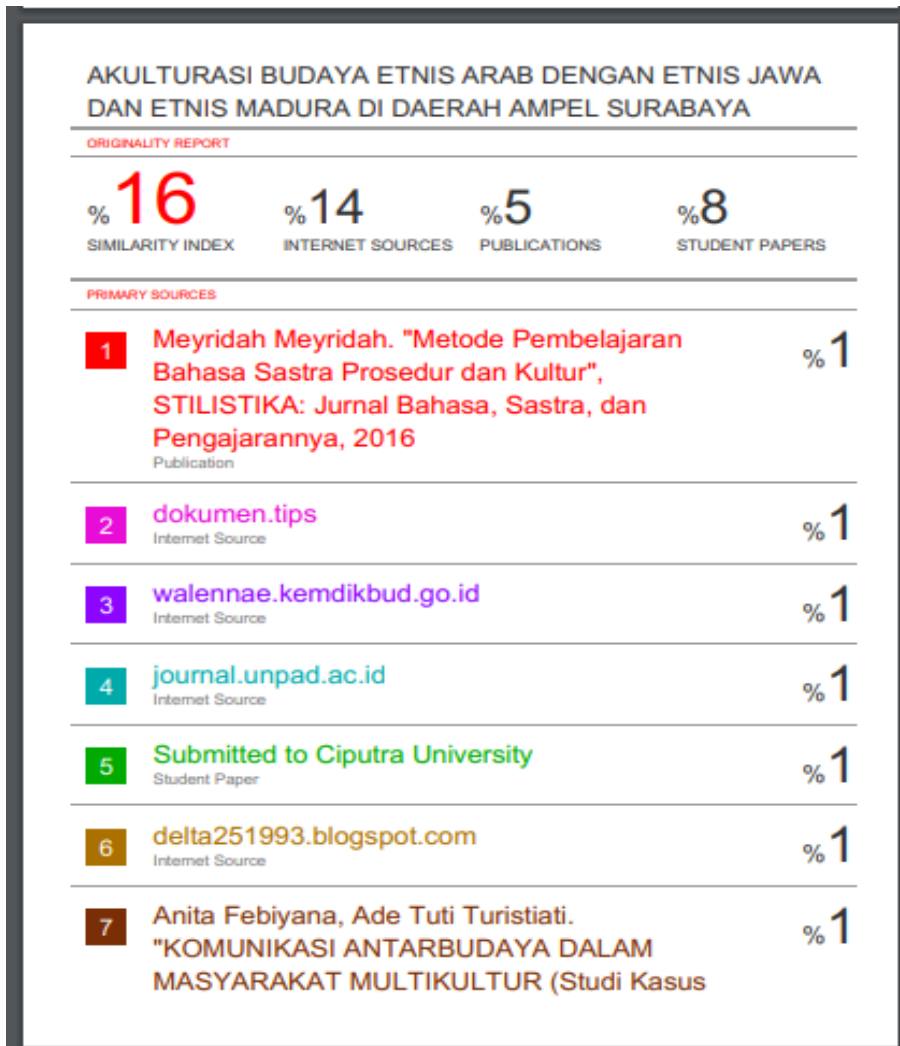 AKULTURASI BUDAYA ETNIS ARAB DENGAN ETNIS JAWA
DAN ETNIS MADURA DI DAERAH AMPEL SURABAYA
ORIGINALITY REPORT
%16
SIMILARITY INDEX
%14
INTERNET SOURCES
%5
PUBLICATIONS
%8
STUDENT PAPERS
PRIMARY SOURCES
1
Meyridah Meyridah. "Metode Pembelajaran
Bahasa Sastra Prosedur dan Kultur",
STILISTIKA: Jurnal Bahasa, Sastra, dan
Pengajarannya, 2016
Publication
%1
2
dokumen.tips
Internet Source
%1
3
walennae.kemdikbud.go.id
Internet Source
%1
4
journal.unpad.ac.id
Internet Source
%1
5
Submitted to Ciputra University
Student Paper
%1
6
delta251993.blogspot.com
Internet Source
%1
7
Anita Febiyana, Ade Tuti Turistiati.
"KOMUNIKASI ANTARBUDAYA DALAM
MASYARAKAT MULTIKULTUR (Studi Kasus
%1